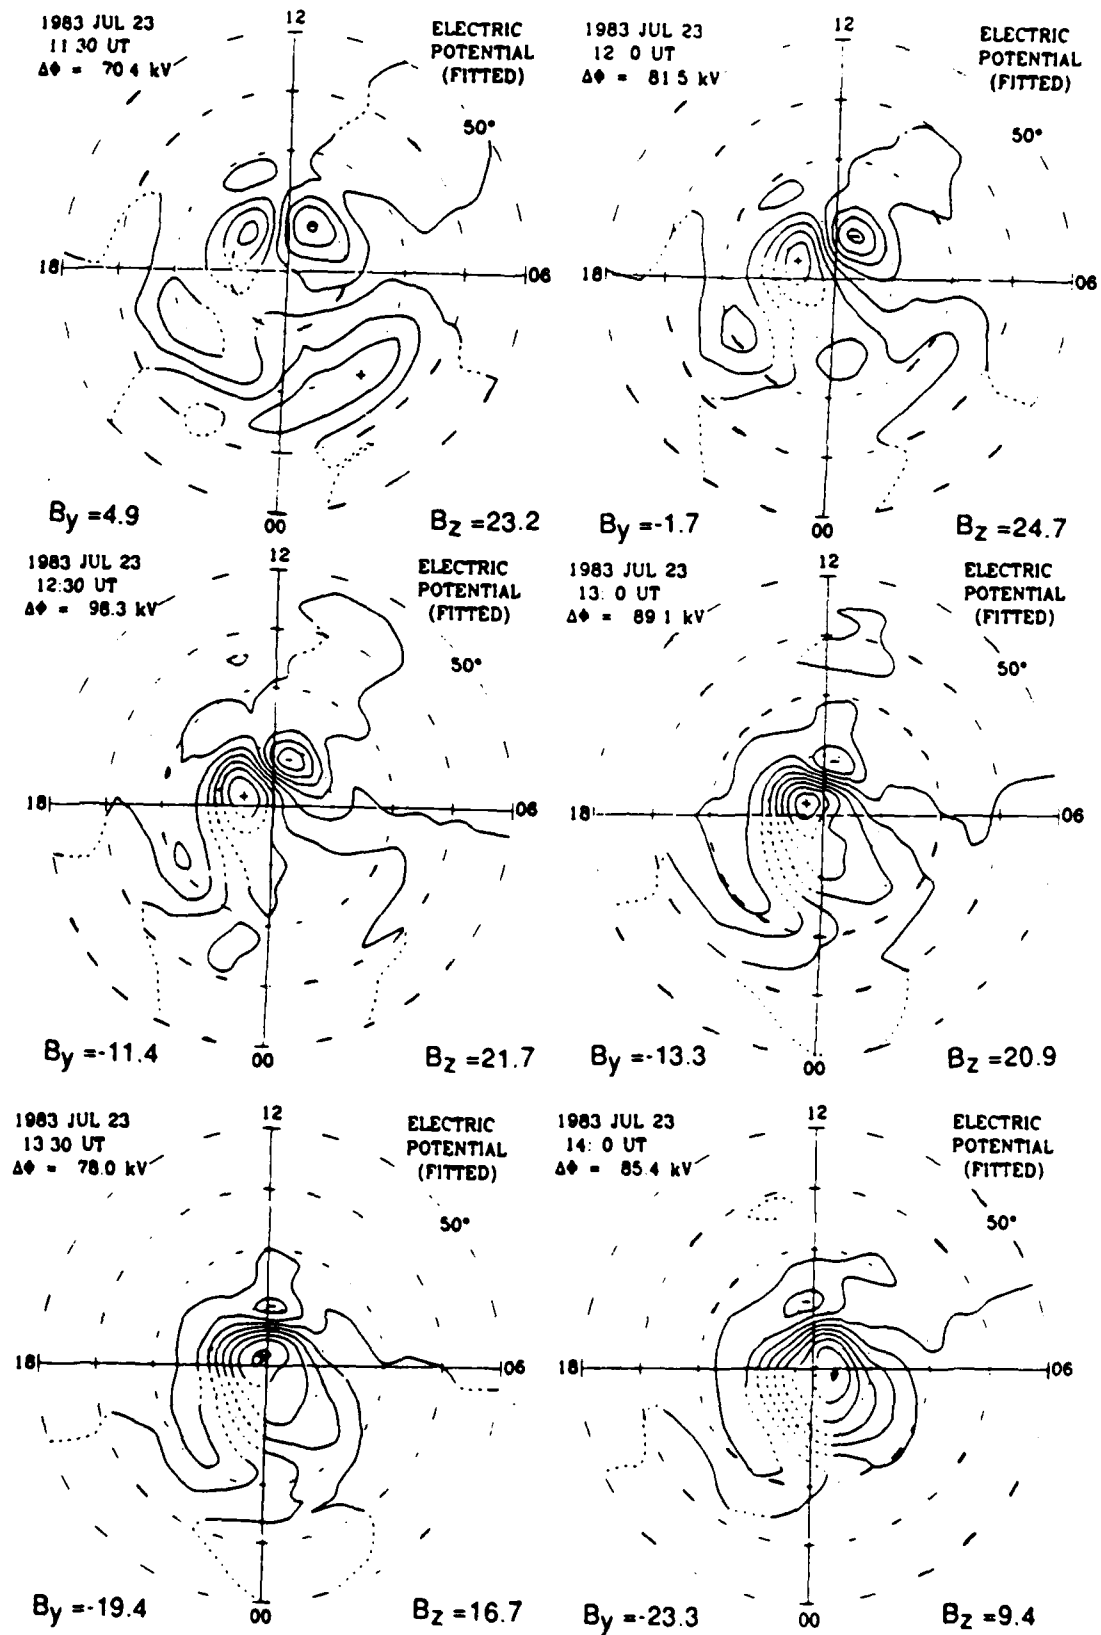 1983 JUL 23
11 30 UT
ΔΦ = 70 4 kV
12
ELECTRIC
POTENTIAL
(FITTED)
50°
18
06
00
By =4.9
Bz =23.2
1983 JUL 23
12 0 UT
ΔΦ = 81 5 kV
12
ELECTRIC
POTENTIAL
(FITTED)
50°
18
06
00
By =-1.7
Bz =24.7
1983 JUL 23
12:30 UT
ΔΦ = 98.3 kV
12
ELECTRIC
POTENTIAL
(FITTED)
50°
18
06
00
By =-11.4
Bz =21.7
1983 JUL 23
13: 0 UT
ΔΦ = 89 1 kV
12
ELECTRIC
POTENTIAL
(FITTED)
50°
18
06
00
By =-13.3
Bz =20.9
1983 JUL 23
13 30 UT
ΔΦ = 78.0 kV
12
ELECTRIC
POTENTIAL
(FITTED)
50°
18
06
00
By =-19.4
Bz =16.7
1983 JUL 23
14: 0 UT
ΔΦ = 85.4 kV
12
ELECTRIC
POTENTIAL
(FITTED)
50°
18
06
00
By =-23.3
Bz =9.4